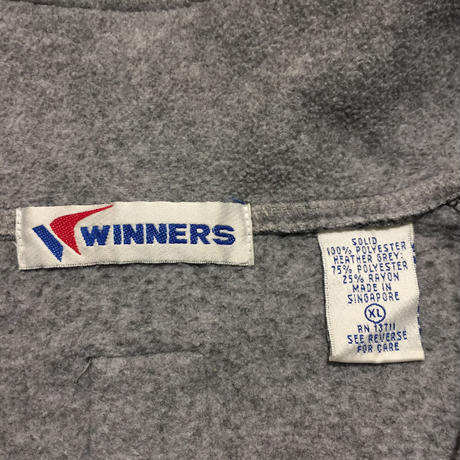 WINNERS
SOLID
100% POLYESTER
HEATHER GREY:
75% POLYESTER
25% RAYON
MADE IN
SINGAPORE
XL
RN 13711
SEE REVERSE
FOR CARE